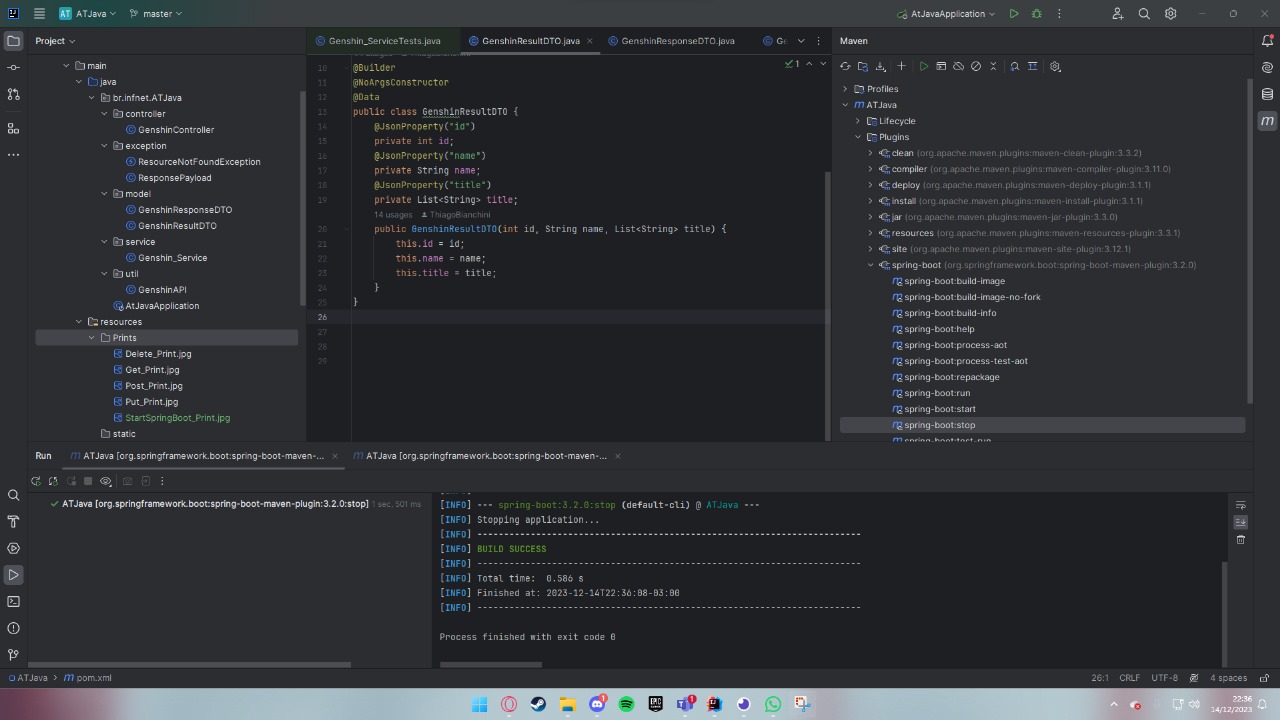 AT ATJava master AtJavaApplication
Project
main
java
br.infnet.ATJava
controller
GenshinController
exception
ResourceNotFoundException
ResponsePayload
model
GenshinResponseDTO
GenshinResultDTO
service
Genshin_Service
util
GenshinAPI
AtJavaApplication
resources
Prints
Delete_Print.jpg
Get_Print.jpg
Post_Print.jpg
Put_Print.jpg
StartSpringBoot_Print.jpg
static
Genshin_ServiceTests.java GenshinResultDTO.java GenshinResponseDTO.java
1
10 @Builder
11 @NoArgsConstructor
12 @Data
13 public class GenshinResultDTO {
14 @JsonProperty("id")
15 private int id;
16 @JsonProperty("name")
17 private String name;
18 @JsonProperty("title")
19 private List<String> title;
14 usages ThiagoBianchini
20 public GenshinResultDTO(int id, String name, List<String> title) {
21 this.id = id;
22 this.name = name;
23 this.title = title;
24 }
25 }
26
27
28
29
Maven
Profiles
ATJava
Lifecycle
Plugins
clean (org.apache.maven.plugins:maven-clean-plugin:3.3.2)
compiler (org.apache.maven.plugins:maven-compiler-plugin:3.11.0)
deploy (org.apache.maven.plugins:maven-deploy-plugin:3.1.1)
install (org.apache.maven.plugins:maven-install-plugin:3.1.1)
jar (org.apache.maven.plugins:maven-jar-plugin:3.3.0)
resources (org.apache.maven.plugins:maven-resources-plugin:3.3.1)
site (org.apache.maven.plugins:maven-site-plugin:3.12.1)
spring-boot (org.springframework.boot:spring-boot-maven-plugin:3.2.0)
spring-boot:build-image
spring-boot:build-image-no-fork
spring-boot:build-info
spring-boot:help
spring-boot:process-aot
spring-boot:process-test-aot
spring-boot:repackage
spring-boot:run
spring-boot:start
spring-boot:stop
spring-boot:test-run
Run ATJava [org.springframework.boot:spring-boot-maven-... ATJava [org.springframework.boot:spring-boot-maven-...
ATJava [org.springframework.boot:spring-boot-maven-plugin:3.2.0:stop] 1 sec, 501 ms
[INFO] --- spring-boot:3.2.0:stop (default-cli) @ ATJava ---
[INFO] Stopping application...
[INFO] ------------------------------------------------------------------------
[INFO] BUILD SUCCESS
[INFO] ------------------------------------------------------------------------
[INFO] Total time:  0.586 s
[INFO] Finished at: 2023-12-14T22:36:08-03:00
[INFO] ------------------------------------------------------------------------
Process finished with exit code 0
ATJava > pom.xml 26:1 CRLF UTF-8 4 spaces
22:36
14/12/2023